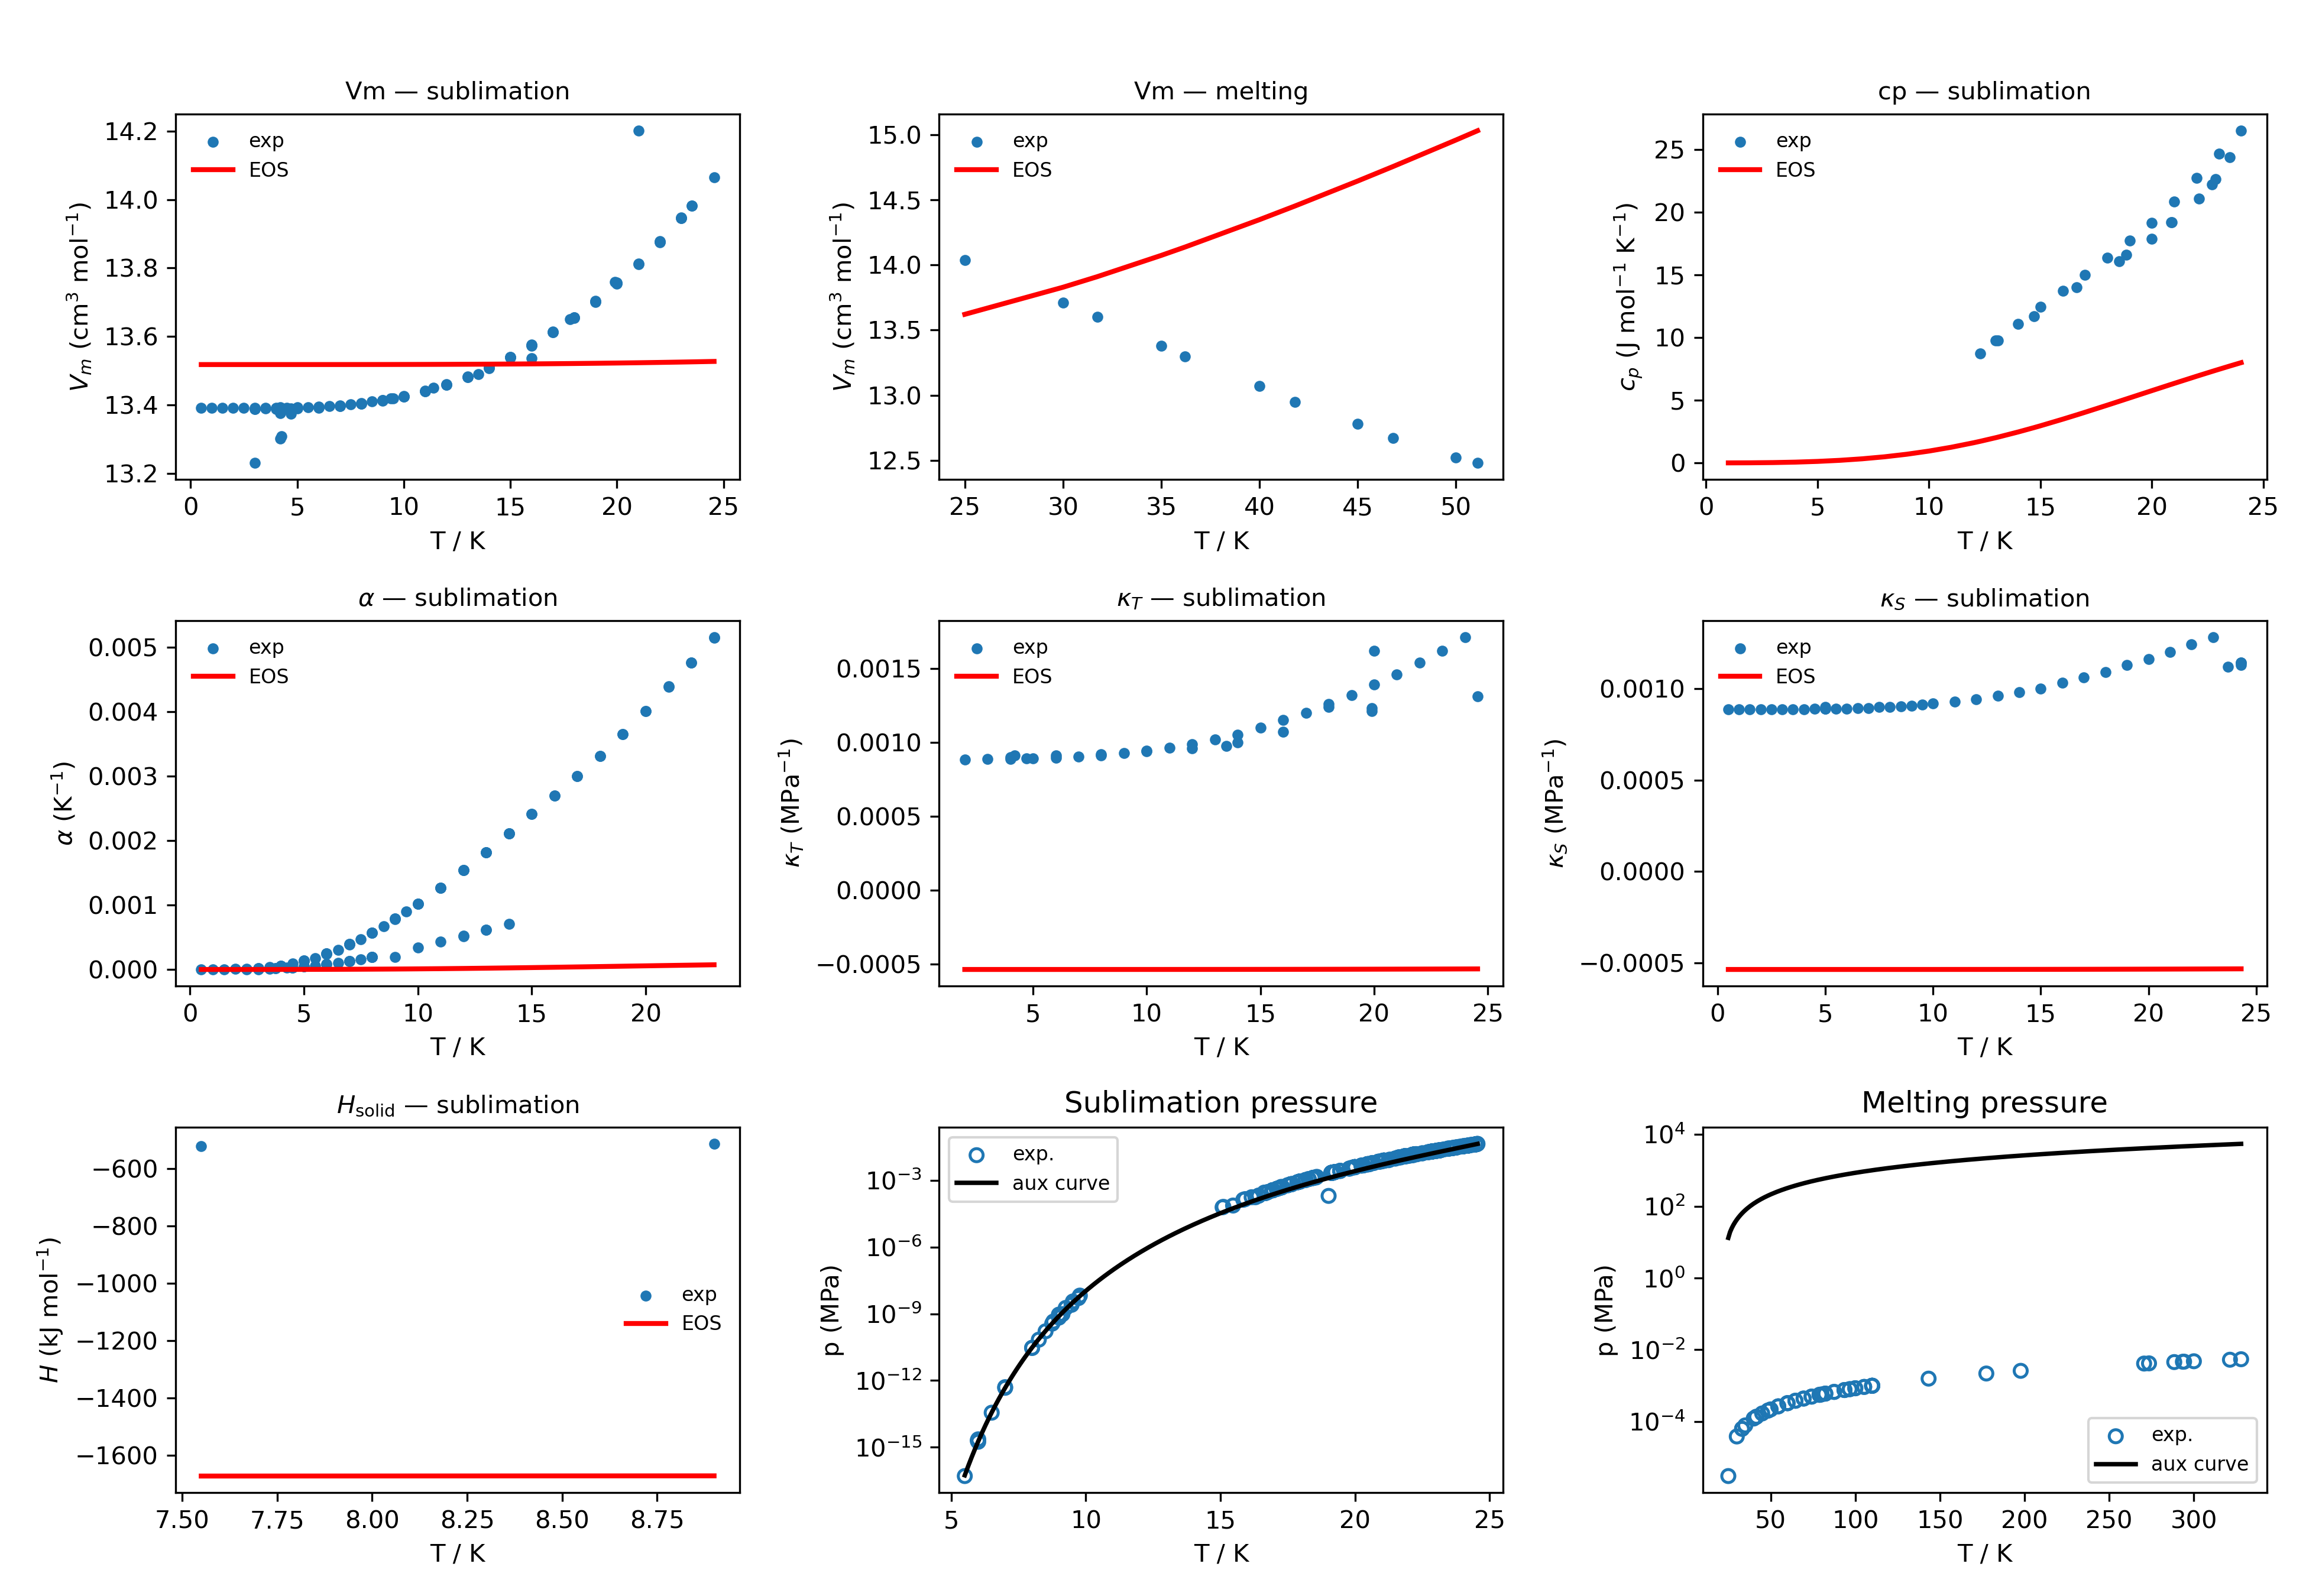 Vm — sublimation
V_m (cm³ mol⁻¹)
14.2
14.0
13.8
13.6
13.4
13.2
exp
EOS
0 5 10 15 20 25
T / K
Vm — melting
V_m (cm³ mol⁻¹)
15.0
14.5
14.0
13.5
13.0
12.5
exp
EOS
25 30 35 40 45 50
T / K
cp — sublimation
c_p (J mol⁻¹ K⁻¹)
25
20
15
10
5
0
exp
EOS
0 5 10 15 20 25
T / K
α — sublimation
α (K⁻¹)
0.005
0.004
0.003
0.002
0.001
0.000
exp
EOS
0 5 10 15 20
T / K
κ_T — sublimation
κ_T (MPa⁻¹)
0.0015
0.0010
0.0005
0.0000
−0.0005
exp
EOS
5 10 15 20 25
T / K
κ_S — sublimation
κ_S (MPa⁻¹)
0.0010
0.0005
0.0000
−0.0005
exp
EOS
0 5 10 15 20 25
T / K
H_solid — sublimation
H (kJ mol⁻¹)
−600
−800
−1000
−1200
−1400
−1600
exp
EOS
7.50 7.75 8.00 8.25 8.50 8.75
T / K
Sublimation pressure
p (MPa)
10⁻³
10⁻⁶
10⁻⁹
10⁻¹²
10⁻¹⁵
exp.
aux curve
5 10 15 20 25
T / K
Melting pressure
p (MPa)
10⁴
10²
10⁰
10⁻²
10⁻⁴
exp.
aux curve
50 100 150 200 250 300
T / K